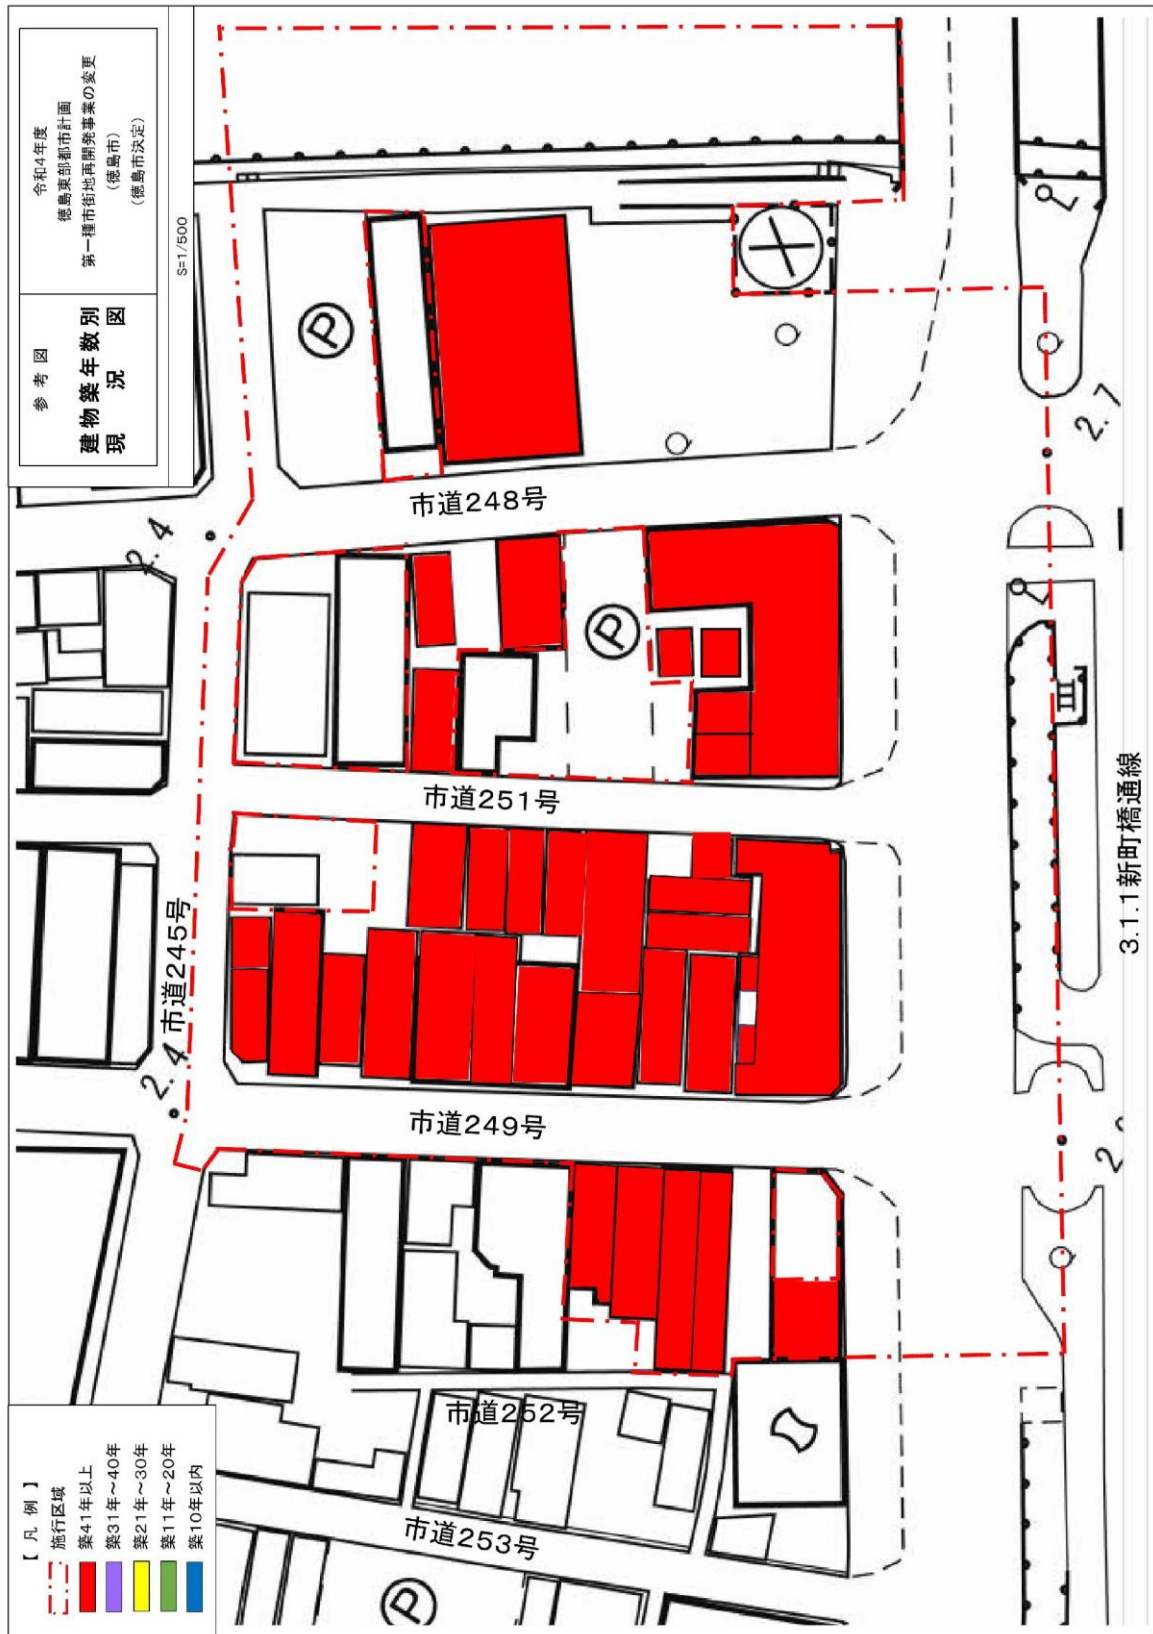 参考図
建物築年数別
現況図
令和4年度
徳島東部都市計画
第一種市街地再開発事業の変更
(徳島市)
(徳島市決定)
S=1/500
P
市道248号
2.4
2.7
P
市道251号
市道245号
3.1.1新町橋通線
2.4
市道249号
市道252号
市道253号
P
【 凡 例 】
施行区域
築41年以上
築31年~40年
築21年~30年
築11年~20年
築10年以内